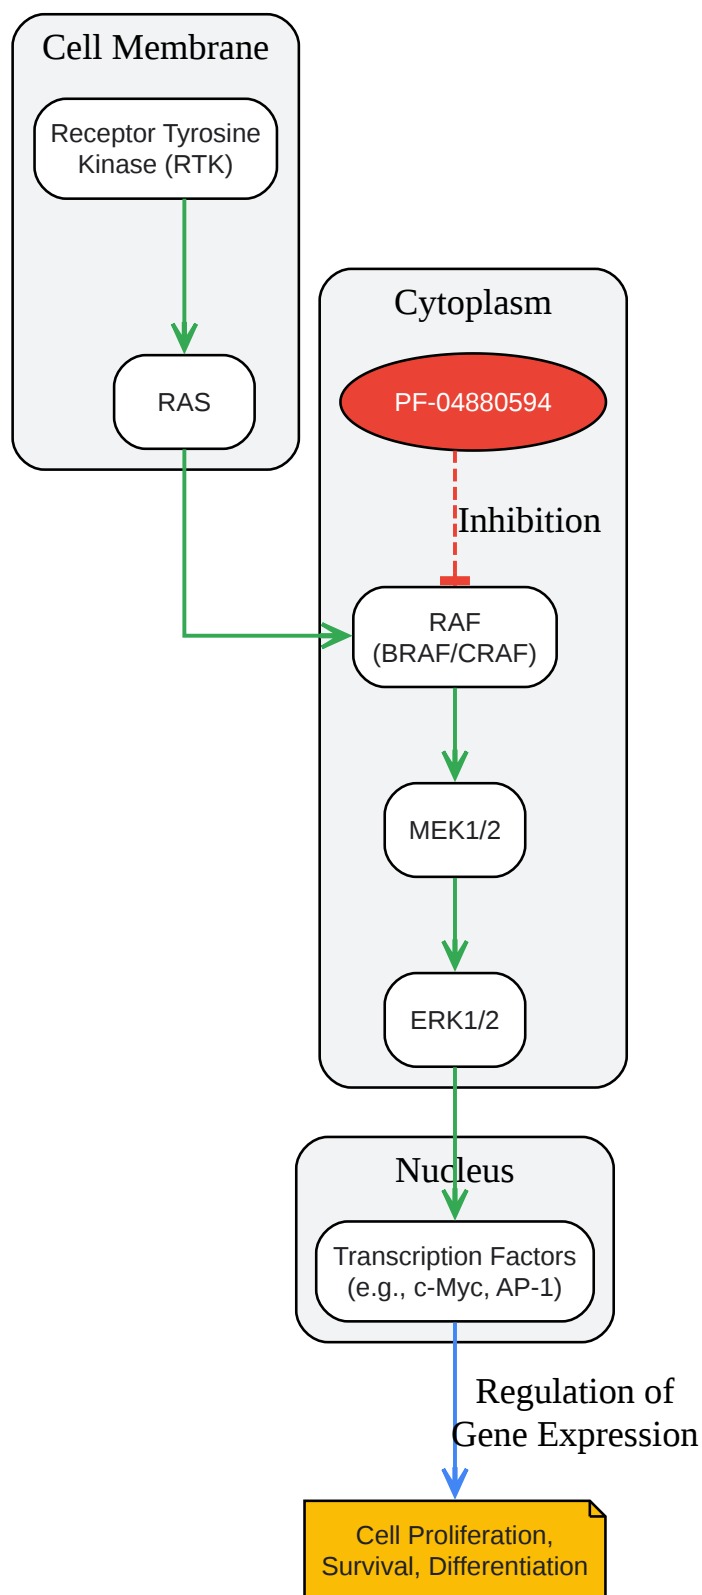 Cell Membrane
Receptor Tyrosine
Kinase (RTK)
RAS
Cytoplasm
PF-04880594
Inhibition
RAF
(BRAF/CRAF)
MEK1/2
ERK1/2
Nucleus
Transcription Factors
(e.g., c-Myc, AP-1)
Regulation of
Gene Expression
Cell Proliferation,
Survival, Differentiation